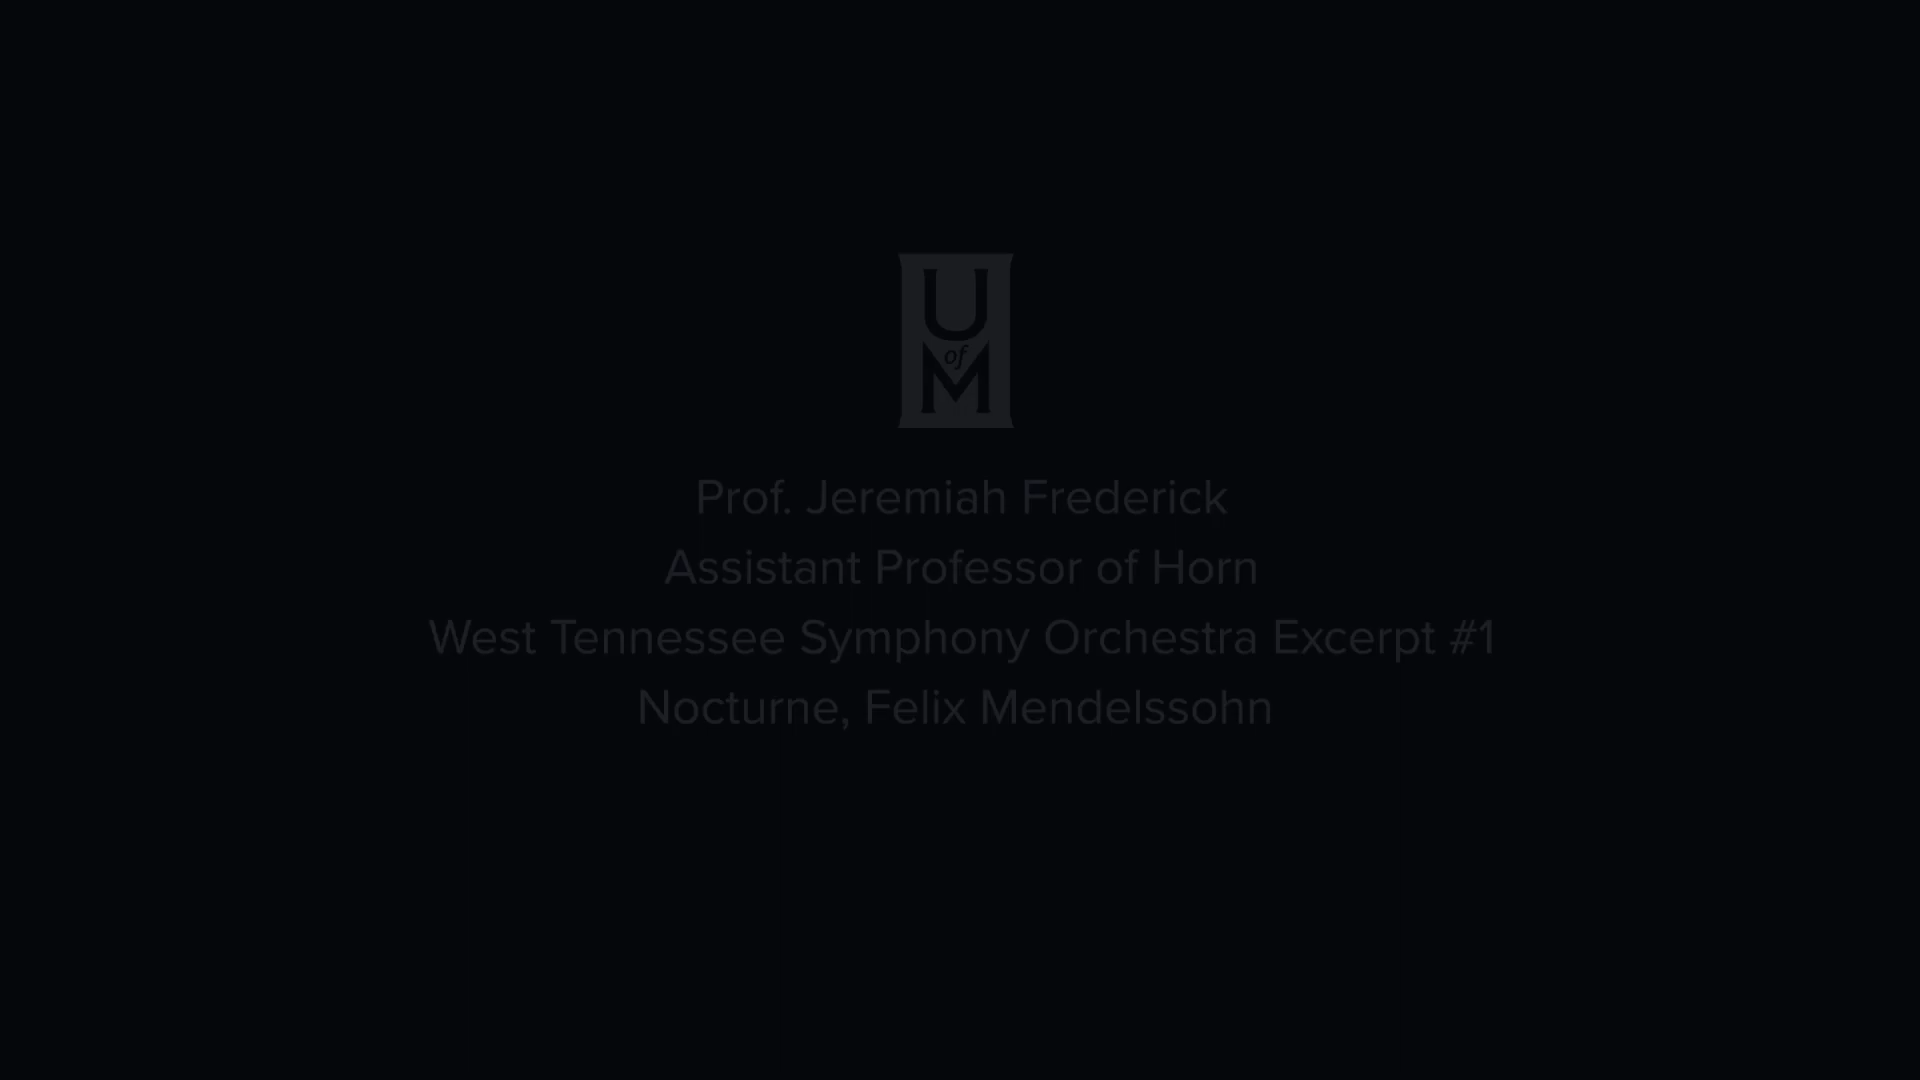 U
of
M
Prof. Jeremiah Frederick
Assistant Professor of Horn
West Tennessee Symphony Orchestra Excerpt #1
Nocturne, Felix Mendelssohn